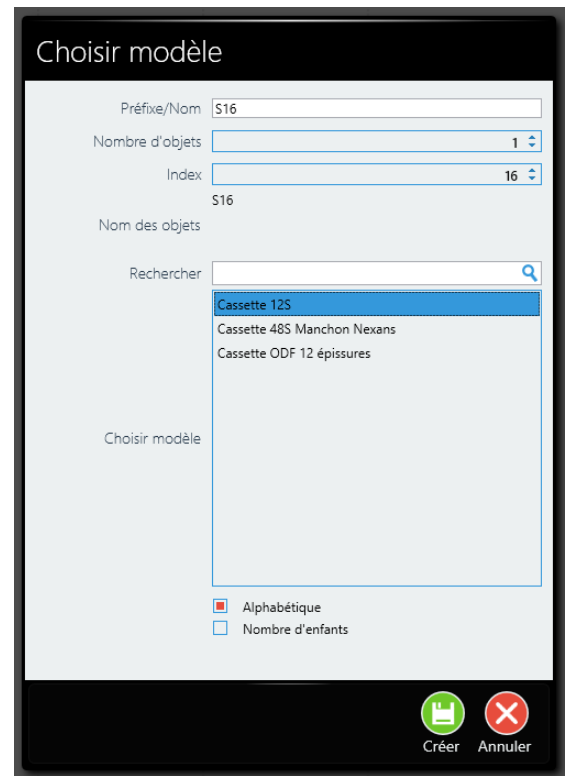 Choisir modèle
Préfixe/Nom S16
Nombre d'objets 1
Index 16
S16
Nom des objets
Rechercher
Cassette 12S
Cassette 48S Manchon Nexans
Cassette ODF 12 épissures
Choisir modèle
Alphabétique
Nombre d'enfants
Créer Annuler